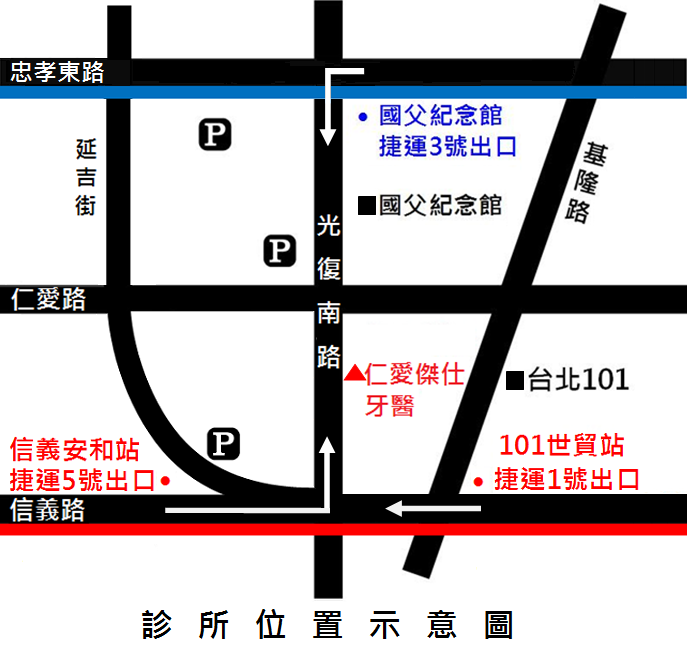 忠孝東路
P
國父紀念館
捷運3號出口
延吉街
基隆路
國父紀念館
光復南路
P
仁愛路
仁愛傑仕
牙醫
台北101
P
信義安和站
捷運5號出口
101世貿站
捷運1號出口
信義路
診所位置示意圖